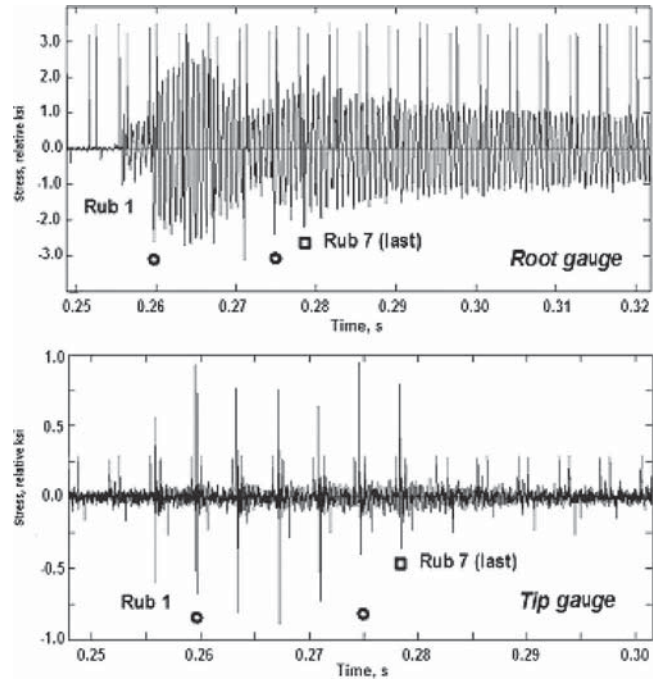 3.0
2.0
1.0
0.0
-1.0
-2.0
-3.0
Stress, relative ksi
Rub 1
Rub 7 (last)
Root gauge
0.25 0.26 0.27 0.28 0.29 0.30 0.31 0.32
Time, s
1.0
0.5
0.0
-0.5
-1.0
Stress, relative ksi
Rub 1
Rub 7 (last)
Tip gauge
0.25 0.26 0.27 0.28 0.29 0.30
Time, s